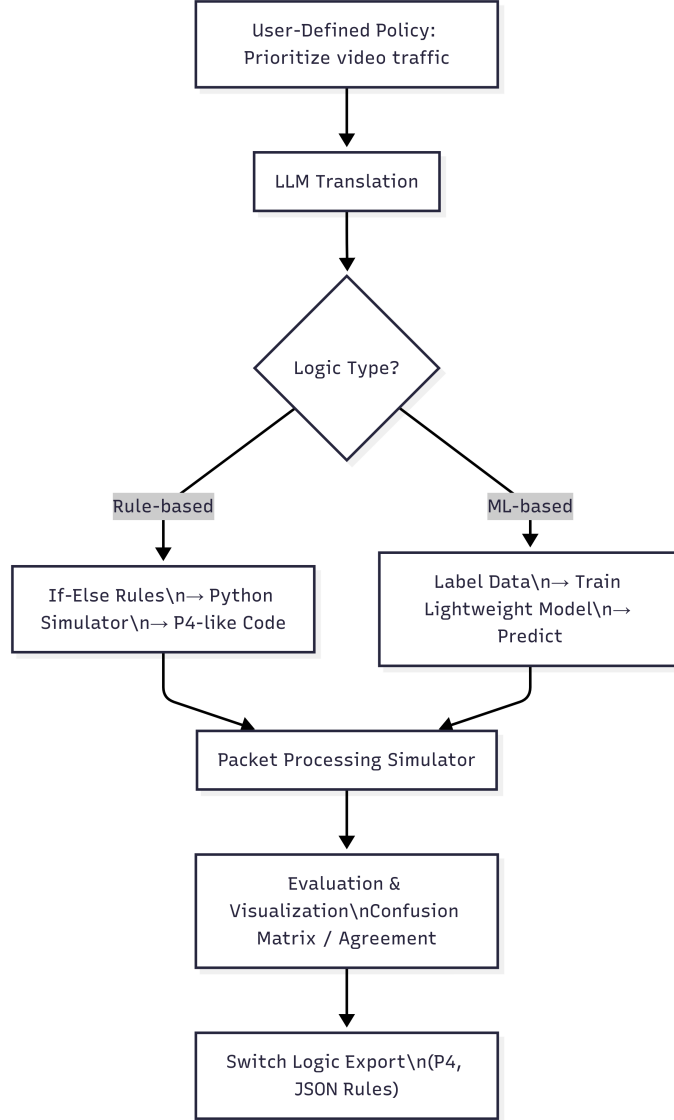 User-Defined Policy:
Prioritize video traffic
LLM Translation
Logic Type?
Rule-based
ML-based
If-Else Rules\n→ Python
Simulator\n→ P4-like Code
Label Data\n→ Train
Lightweight Model\n→
Predict
Packet Processing Simulator
Evaluation &
Visualization\nConfusion
Matrix / Agreement
Switch Logic Export\n(P4,
JSON Rules)